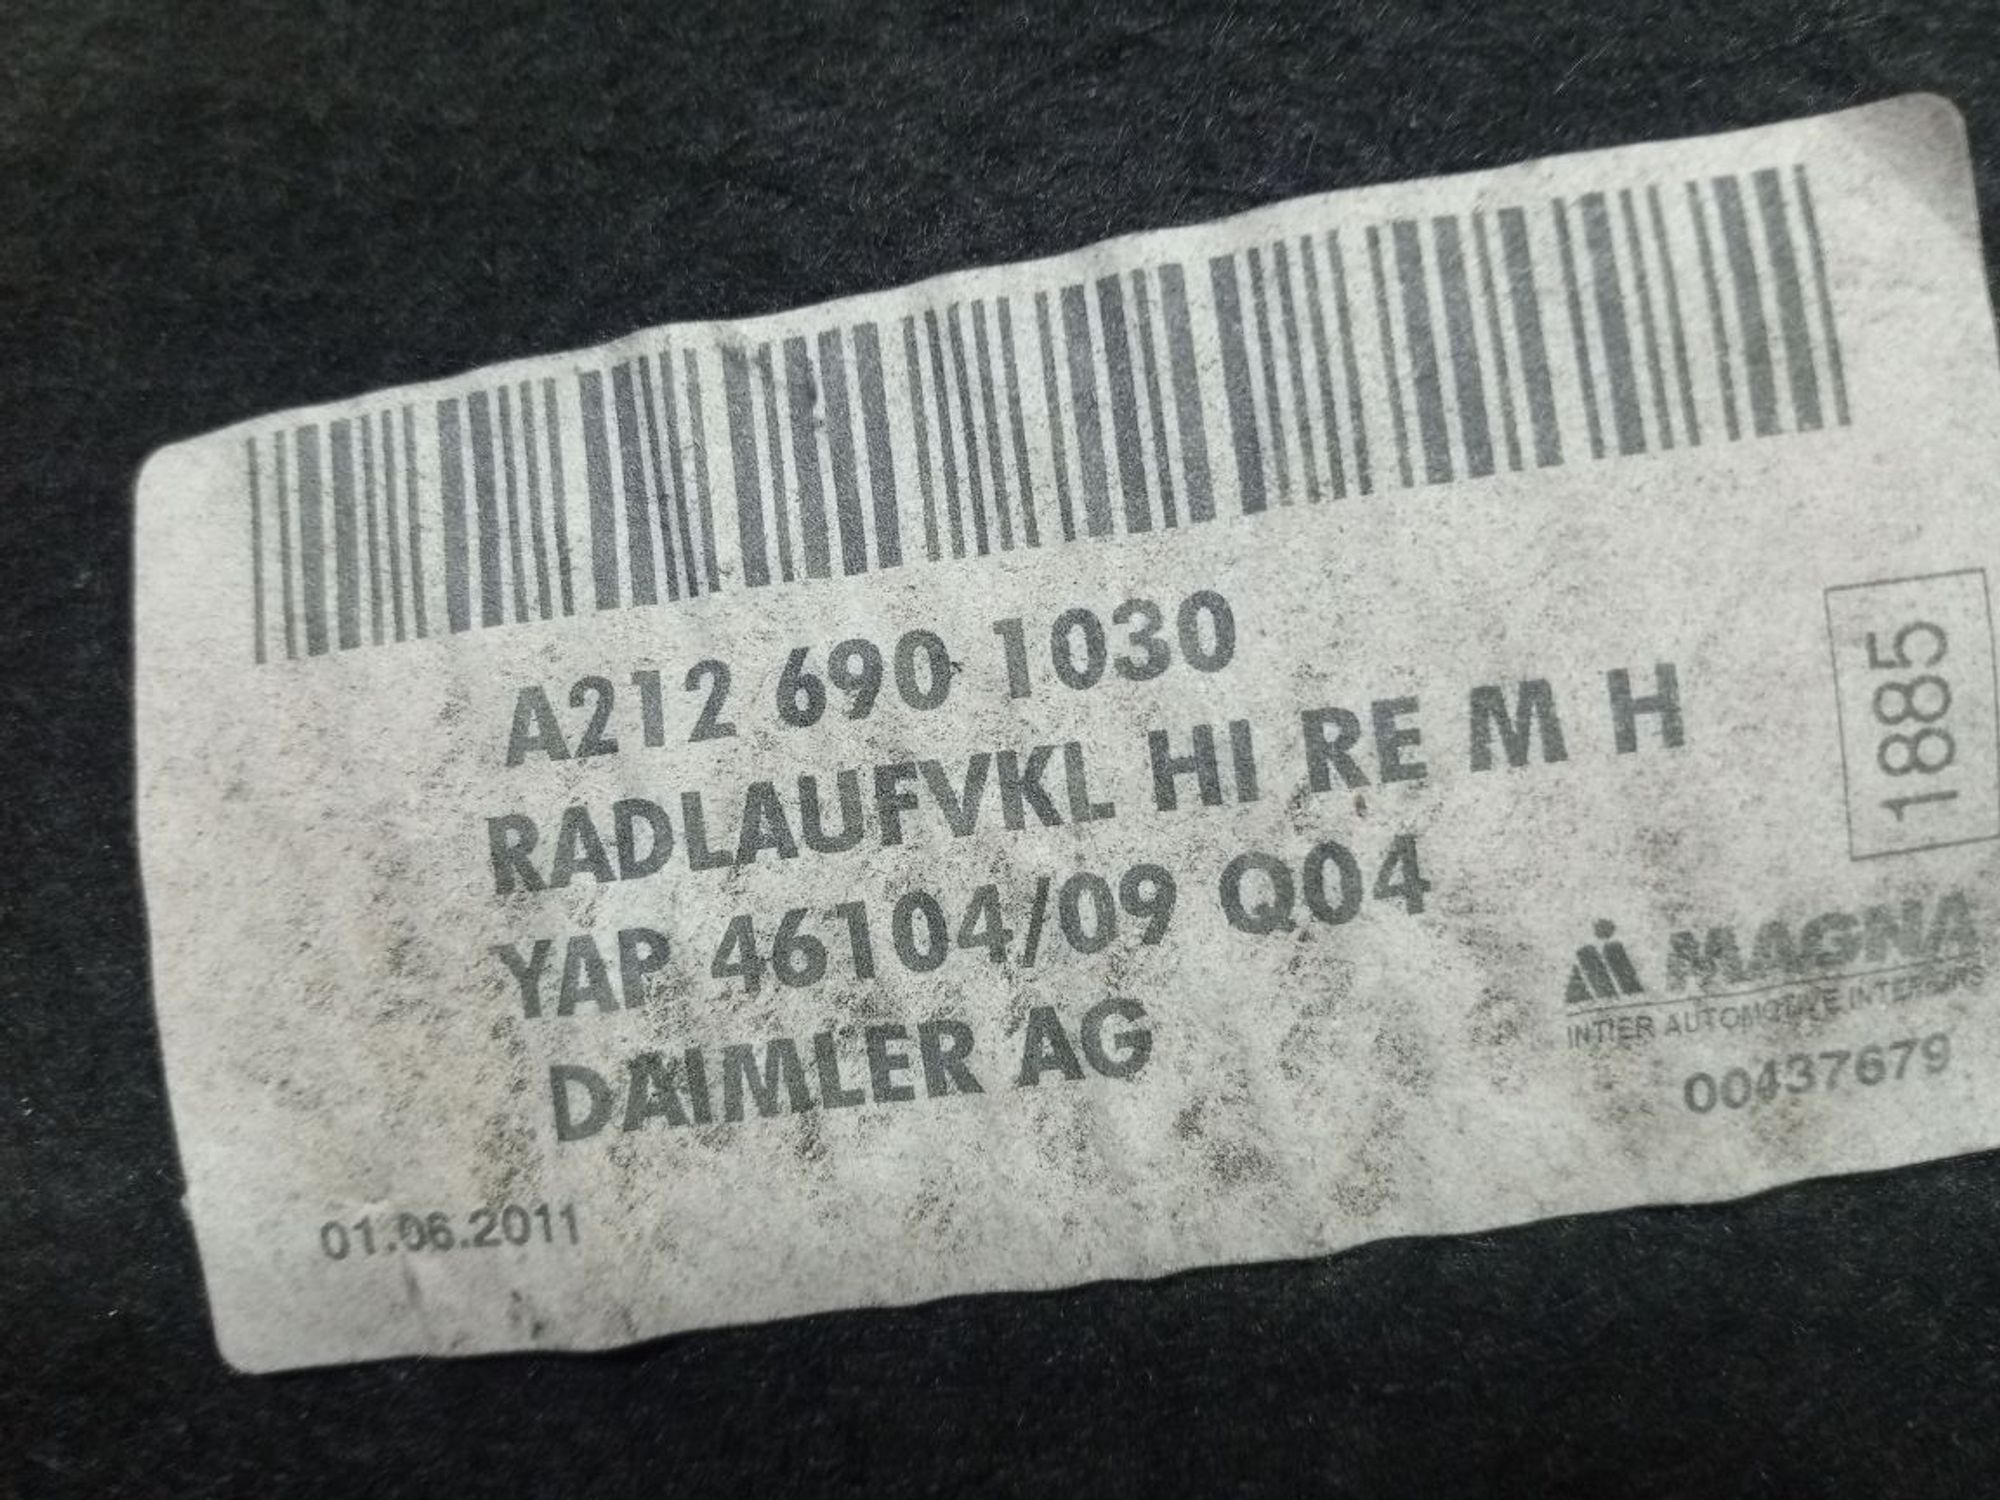 A212 690 1030
RADLAUFVKL HI RE M H
YAP 46104/09 Q04
DAIMLER AG
1885
MAGNA
INTIER AUTOMOTIVE INTERIORS
00437679
01.06.2011